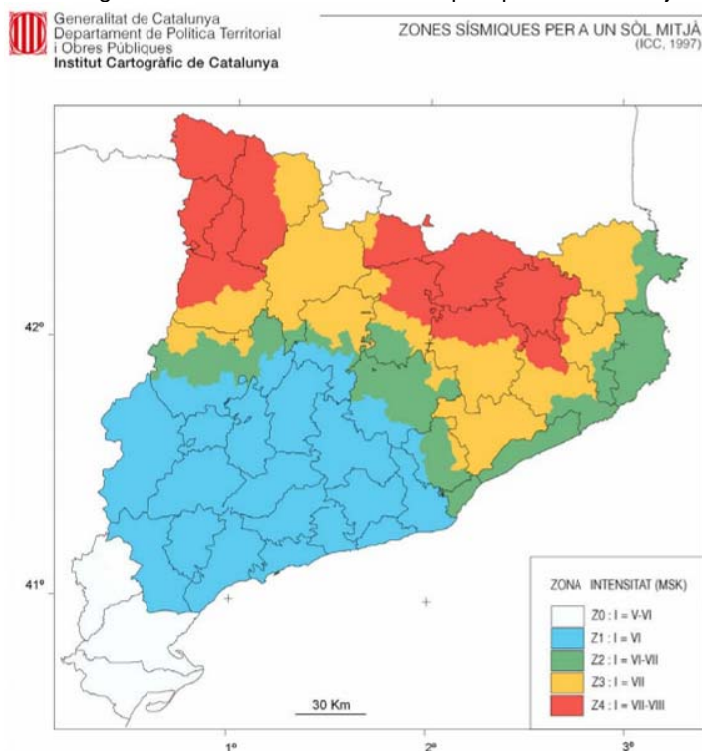 Generalitat de Catalunya
Departament de Política Territorial
i Obres Públiques
Institut Cartogràfic de Catalunya
ZONES SÍSMIQUES PER A UN SÒL MITJÀ
(ICC, 1997)
42º
41º
ZONA INTENSITAT (MSK)
Z0 : I = V-VI
Z1 : I = VI
Z2 : I = VI-VII
Z3 : I = VII
Z4 : I = VII-VIII
30 Km
1º 2º 3º